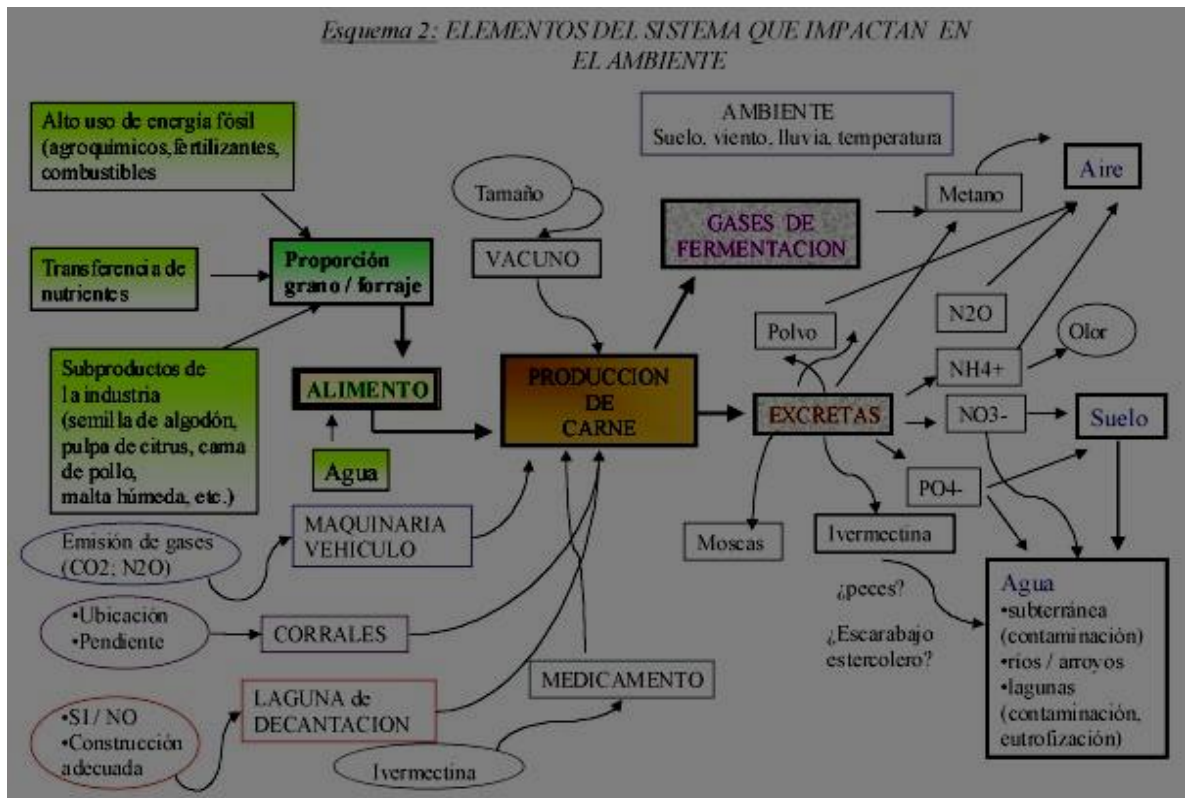 Esquema 2: ELEMENTOS DEL SISTEMA QUE IMPACTAN EN
EL AMBIENTE
Alto uso de energía fósil
(agroquímicos,fertilizantes,
combustibles
AMBIENTE
Suelo, viento, lluvia, temperatura
Aire
Tamaño
Metano
GASES DE
FERMENTACION
VACUNO
Transferencia de
nutrientes
Proporción
grano / forraje
N2O
Polvo
Olor
NH4+
Subproductos de
la industria
(semilla de algodón,
pulpa de citrus, cama
de pollo,
malta húmeda, etc.)
ALIMENTO
PRODUCCION
DE
CARNE
EXCRETAS
NO3-
Suelo
Agua
PO4-
MAQUINARIA
VEHICULO
Moscas
Ivermectina
Emisión de gases
(CO2; N2O)
¿peces?
¿Escarabajo
estercolero?
Agua
•subterránea
(contaminación)
•ríos / arroyos
•lagunas
(contaminación,
eutrofización)
•Ubicación
•Pendiente
CORRALES
MEDICAMENTO
LAGUNA de
DECANTACION
•SI / NO
•Construcción
adecuada
Ivermectina